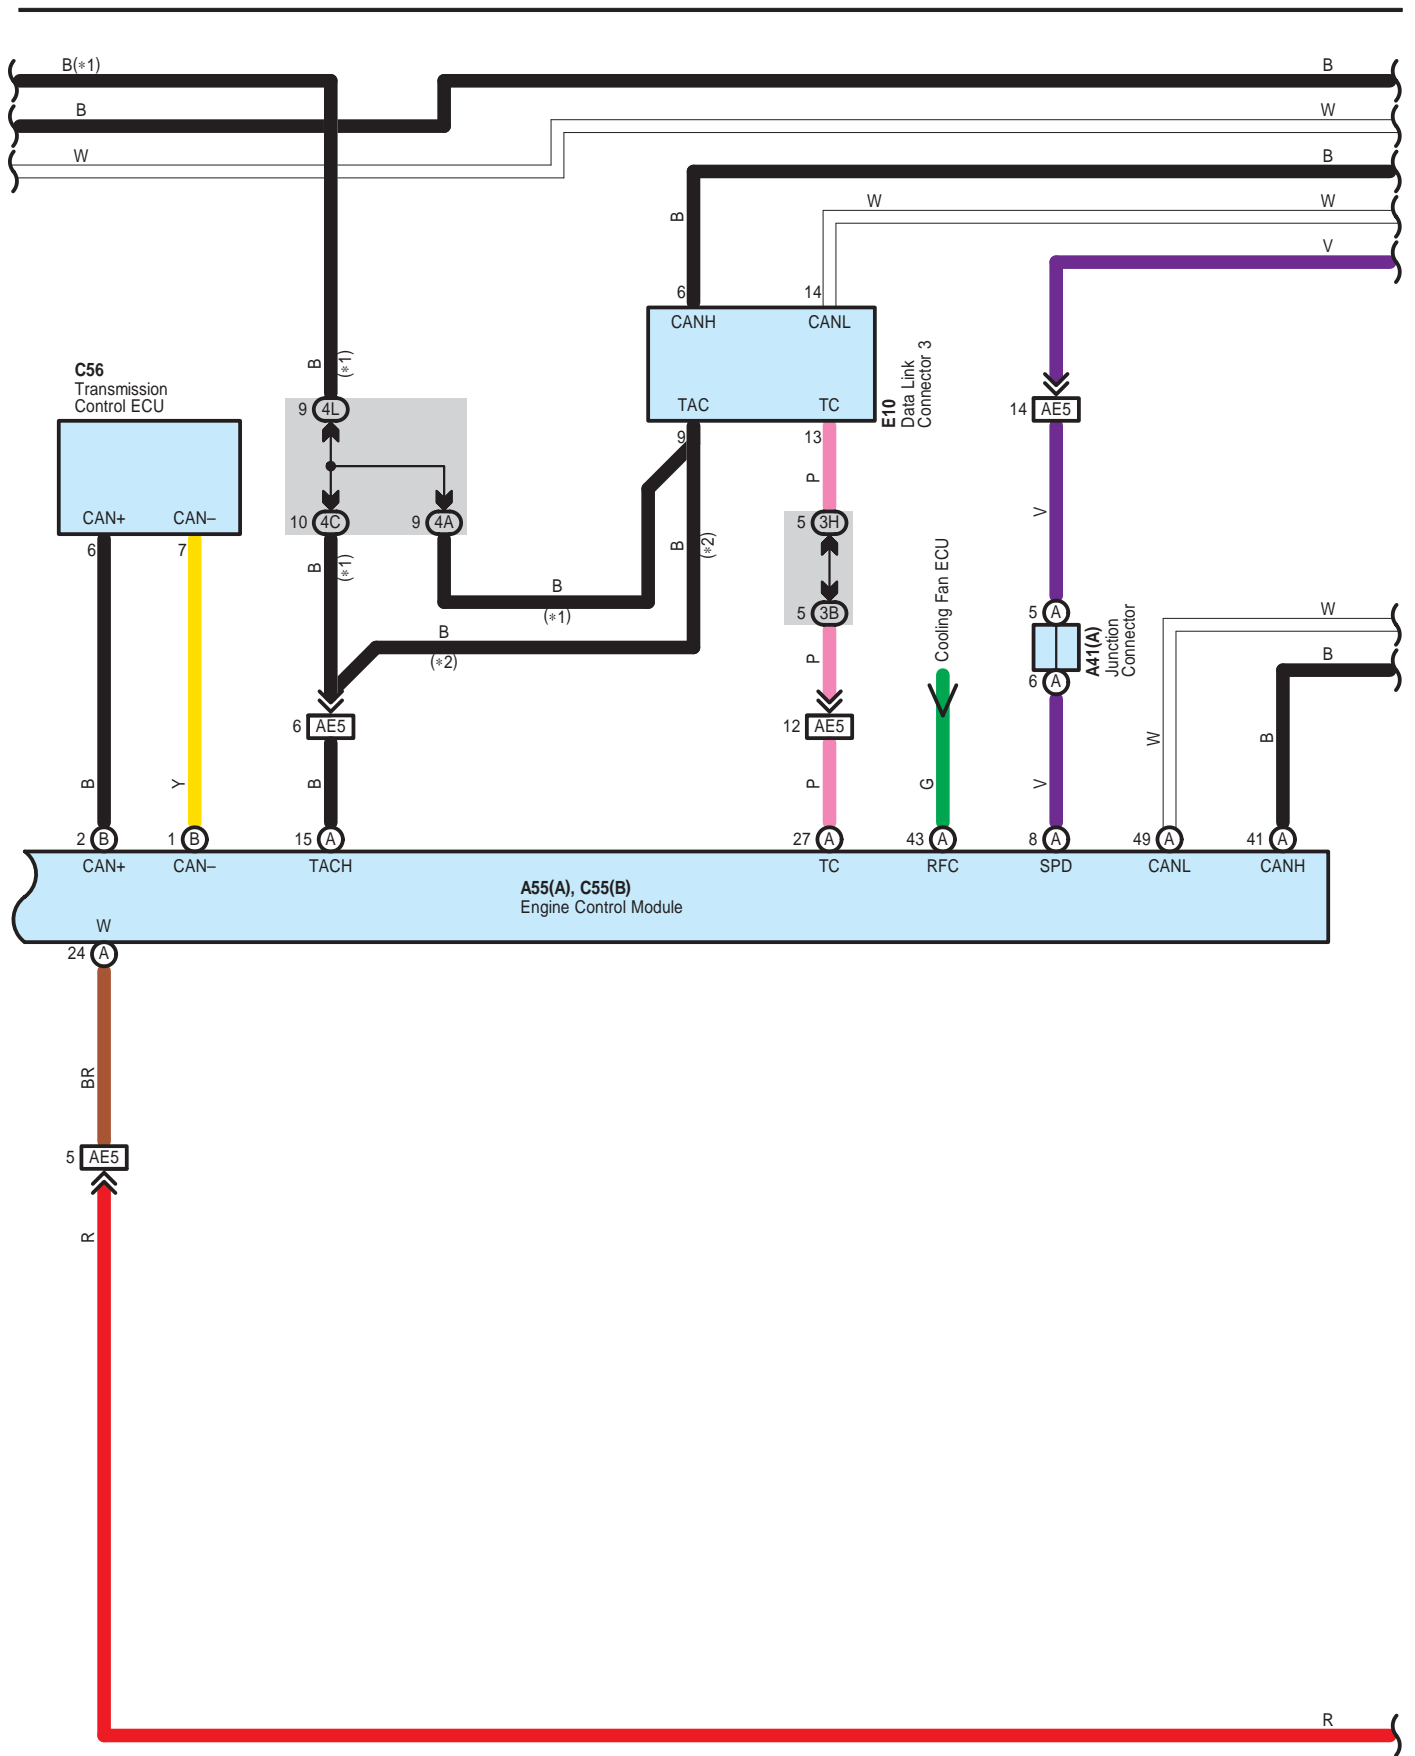 B(*1)
B
B
W
W
B
W
W
B
V
6
14
CANH
CANL
B
(*1)
C56
Transmission
Control ECU
E10
Data Link
Connector 3
9
4L
TAC
TC
14
AE5
9
13
P
CAN+
CAN–
10
4C
9
4A
5
3H
V
6
7
B
(*1)
B
(*2)
Cooling Fan ECU
B
(*1)
5
3B
5
A
W
B
(*2)
P
A41(A)
Junction
Connector
B
6
A
6
AE5
12
AE5
W
B
B
Y
B
P
G
V
2
B
1
B
15
A
27
A
43
A
8
A
49
A
41
A
CAN+
CAN–
TACH
TC
RFC
SPD
CANL
CANH
A55(A), C55(B)
Engine Control Module
W
24
A
BR
5
AE5
R
R